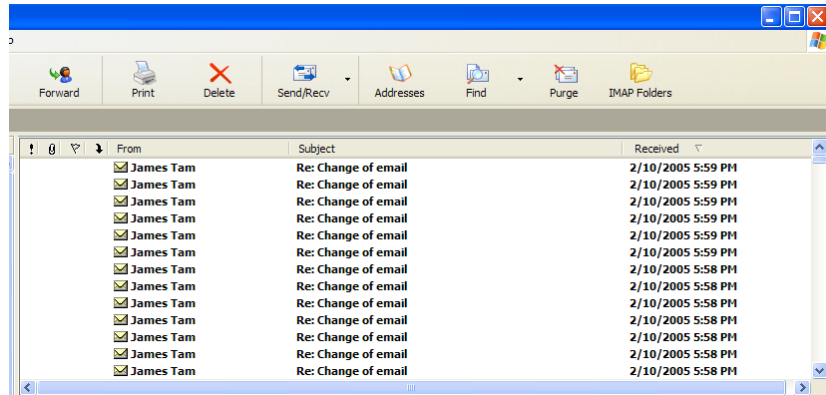 Forward Print Delete Send/Recv Addresses Find Purge IMAP Folders
! From Subject Received
James Tam Re: Change of email 2/10/2005 5:59 PM
James Tam Re: Change of email 2/10/2005 5:59 PM
James Tam Re: Change of email 2/10/2005 5:59 PM
James Tam Re: Change of email 2/10/2005 5:59 PM
James Tam Re: Change of email 2/10/2005 5:59 PM
James Tam Re: Change of email 2/10/2005 5:59 PM
James Tam Re: Change of email 2/10/2005 5:58 PM
James Tam Re: Change of email 2/10/2005 5:58 PM
James Tam Re: Change of email 2/10/2005 5:58 PM
James Tam Re: Change of email 2/10/2005 5:58 PM
James Tam Re: Change of email 2/10/2005 5:58 PM
James Tam Re: Change of email 2/10/2005 5:58 PM
James Tam Re: Change of email 2/10/2005 5:58 PM